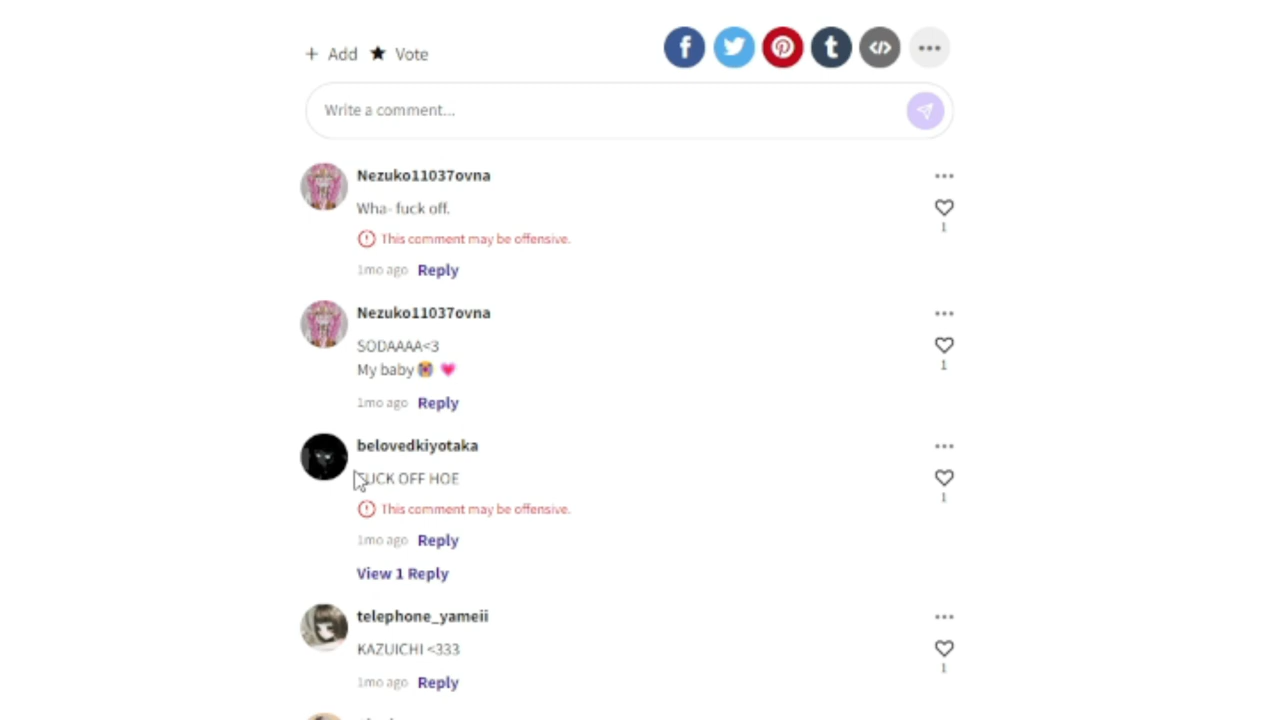 + Add ★ Vote
Write a comment...
Nezuko11037ovna
Wha- fuck off.
This comment may be offensive.
1mo ago Reply
1
Nezuko11037ovna
SODAAAA<3
My baby 😭 💗
1mo ago Reply
1
belovedkiyotaka
FUCK OFF HOE
This comment may be offensive.
1mo ago Reply
1
View 1 Reply
telephone_yameii
KAZUICHI <333
1mo ago Reply
1